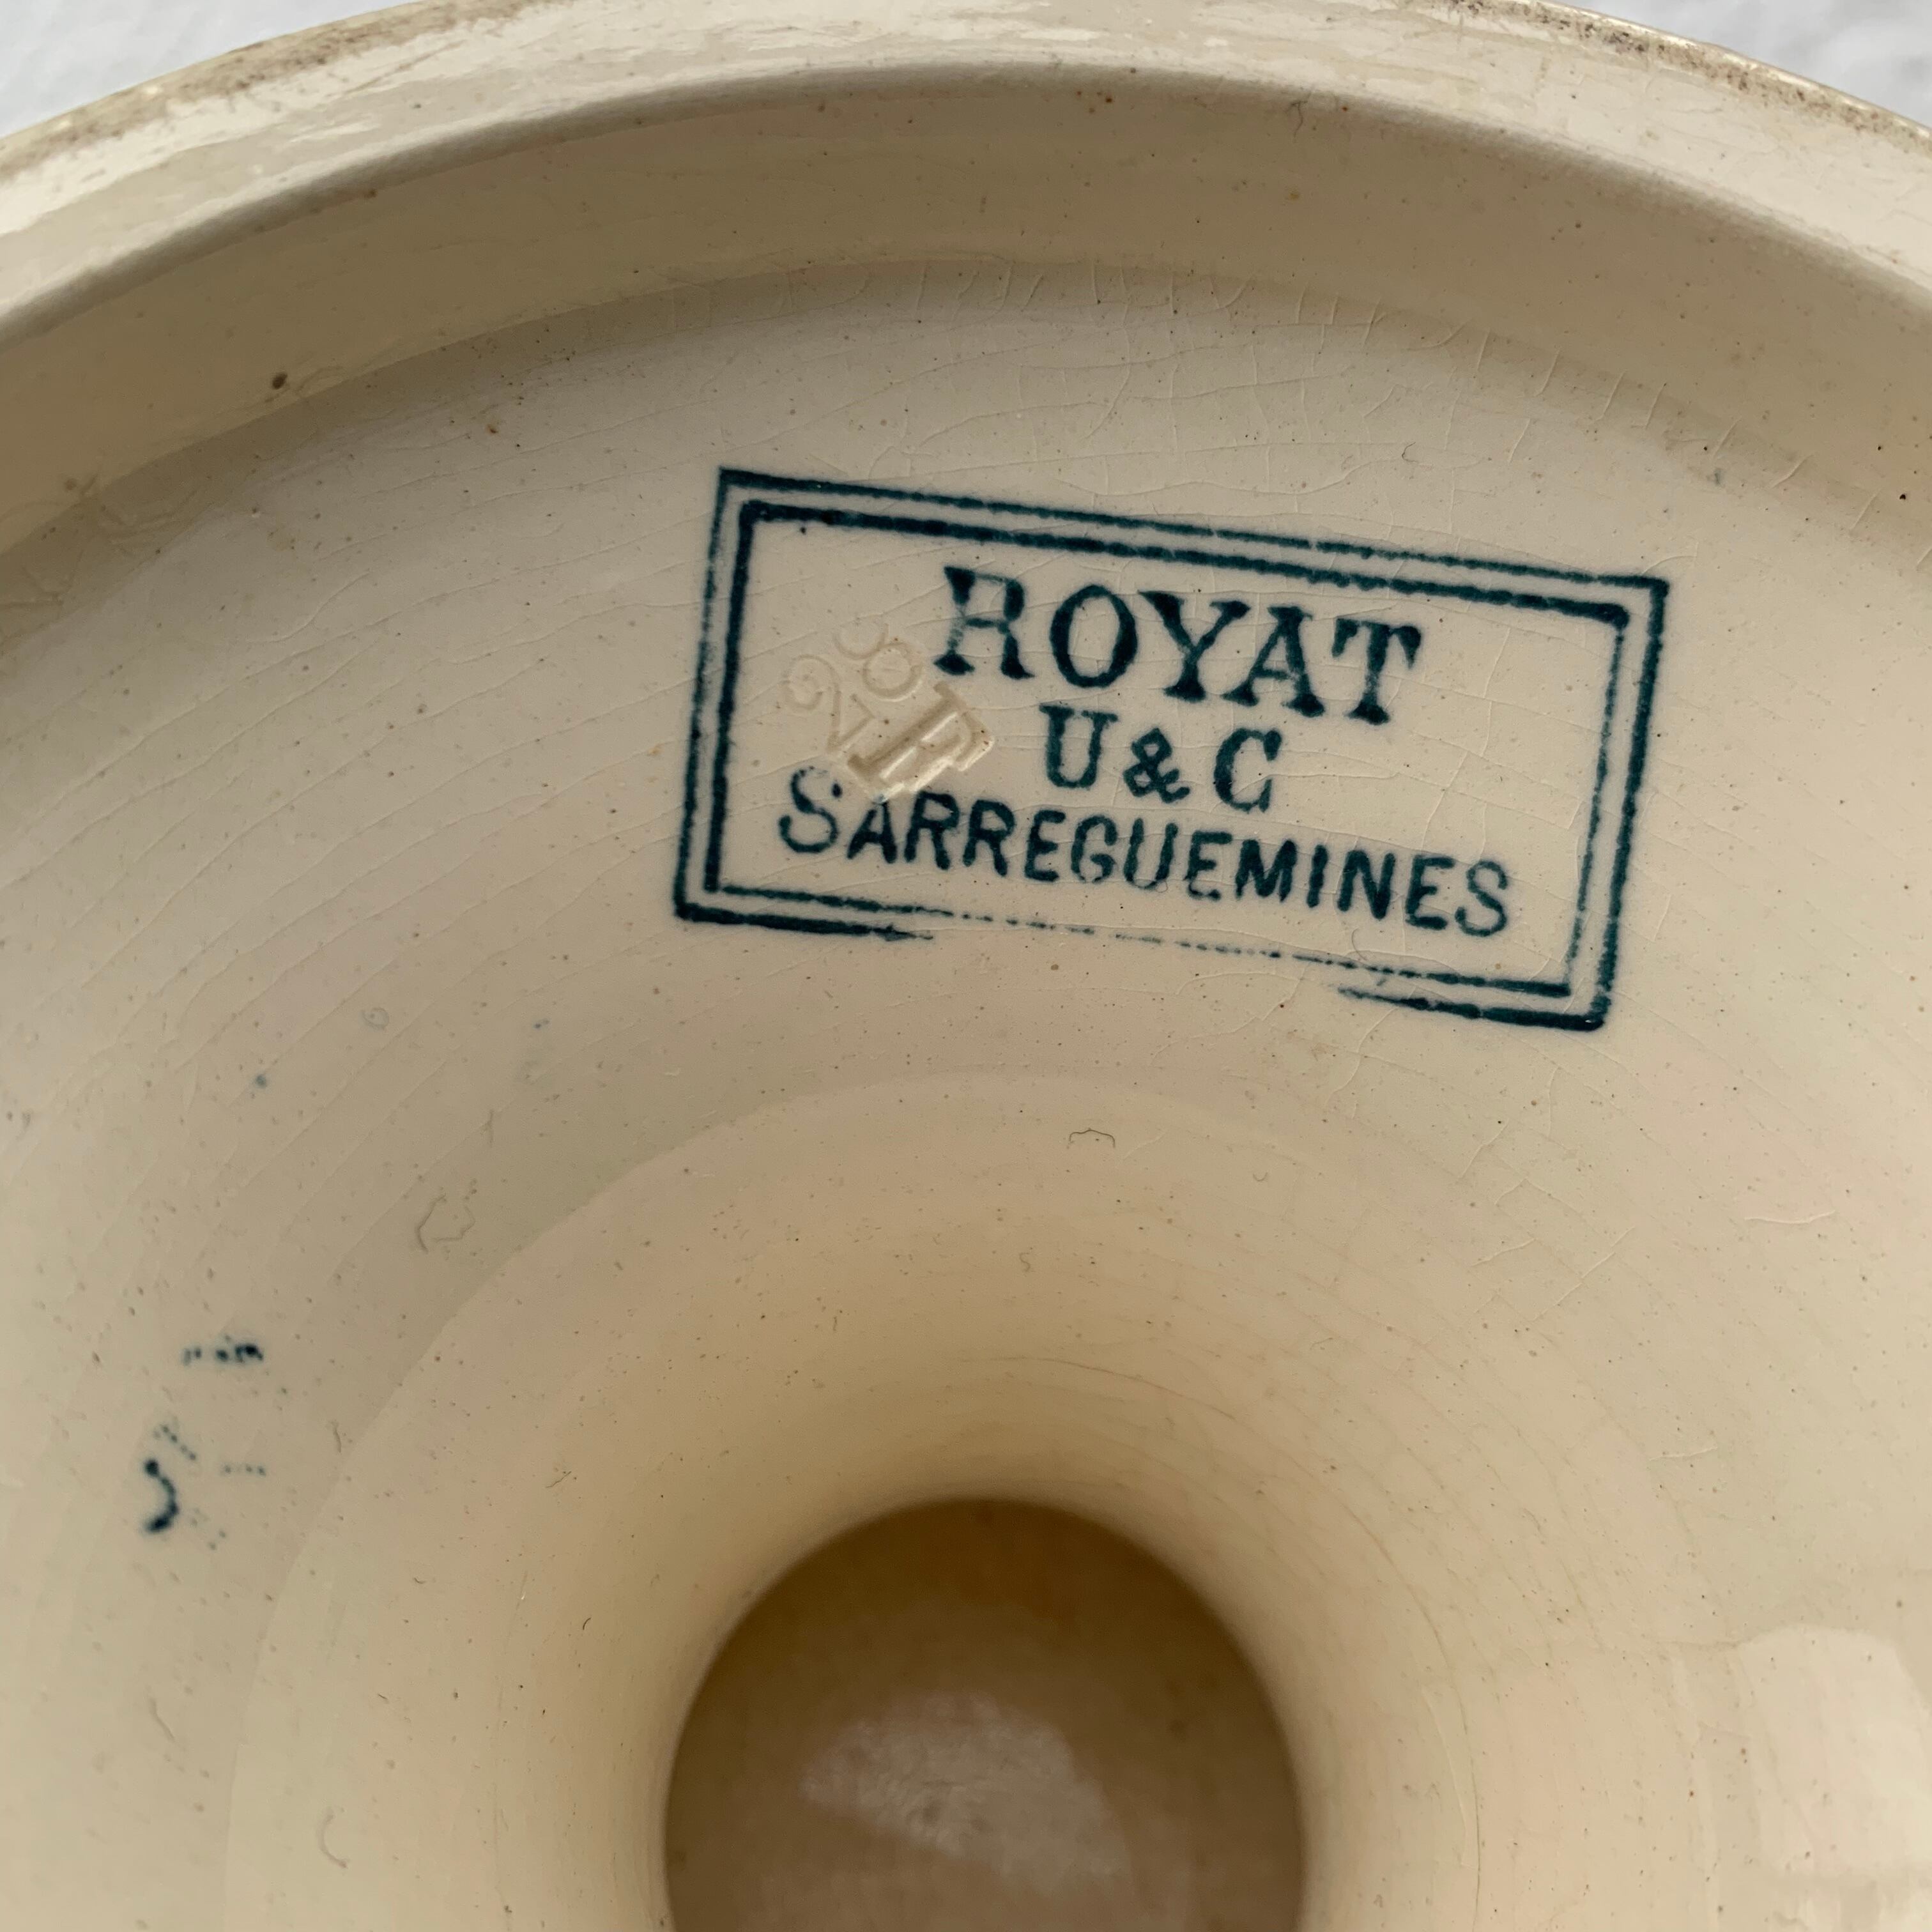 ROYAT
U & C
SARREGUEMINES